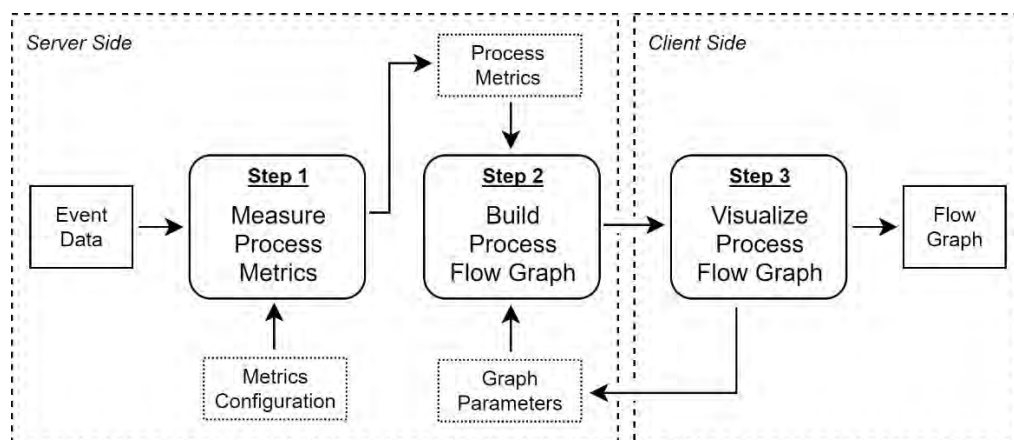 Server Side
Client Side
Process
Metrics
Step 1
Measure
Process
Metrics
Step 2
Build
Process
Flow Graph
Step 3
Visualize
Process
Flow Graph
Event
Data
Flow
Graph
Metrics
Configuration
Graph
Parameters